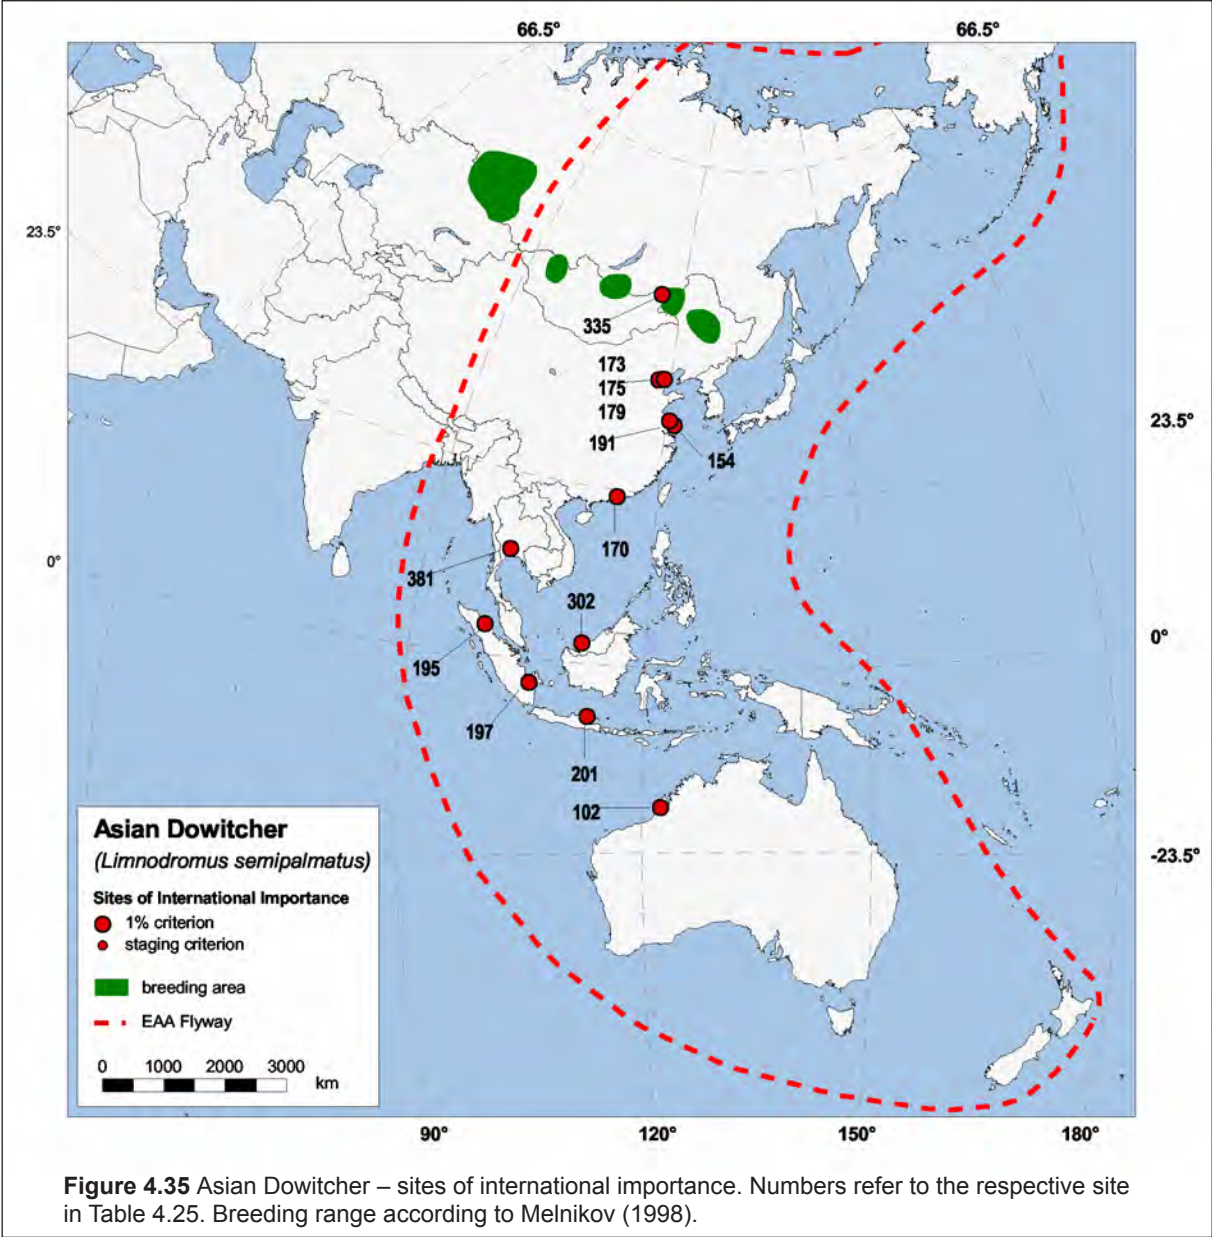 66.5°
66.5°
23.5°
335
173
175
179
23.5°
191
154
170
0°
381
302
0°
195
197
201
102
Asian Dowitcher
(Limnodromus semipalmatus)
Sites of International Importance
1% criterion
staging criterion
breeding area
EAA Flyway
0 1000 2000 3000
km
-23.5°
90°
120°
150°
180°
Figure 4.35 Asian Dowitcher – sites of international importance. Numbers refer to the respective site
in Table 4.25. Breeding range according to Melnikov (1998).